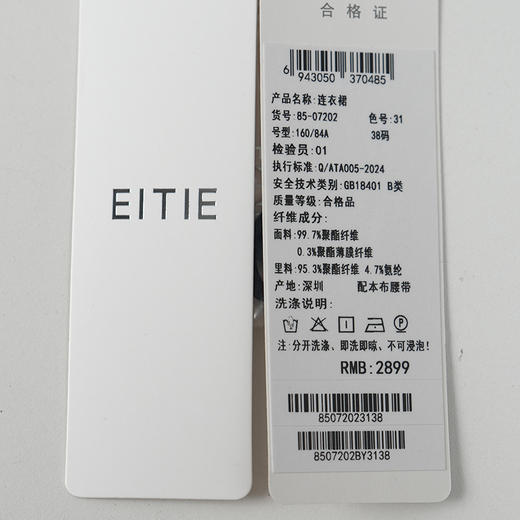 EITIE
合格证
6 943050 370485
产品名称:连衣裙
货号:85-07202 色号:31
号型:160/84A 38码
检验员:01
执行标准:Q/ATA005-2024
安全技术类别:GB18401 B类
质量等级:合格品
纤维成分:
面料:99.7%聚酯纤维
0.3%聚酯薄膜纤维
里料:95.3%聚酯纤维 4.7%氨纶
产地:深圳 配本布腰带
洗涤说明:
注:分开洗涤、即洗即晾、不可浸泡!
RMB:2899
85072023138
8507202BY3138